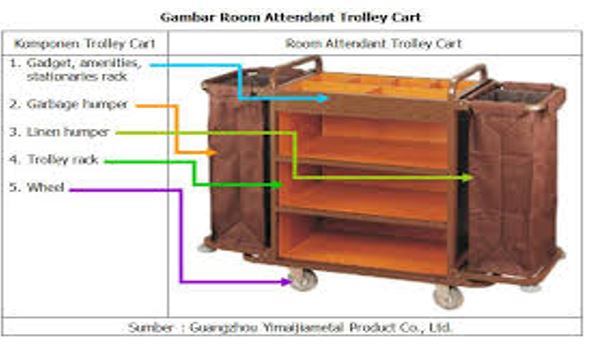 Gambar Room Attendant Trolley Cart
Komponen Trolley Cart
Room Attendant Trolley Cart
1. Gadget, amenities,
stationaries rack
2. Garbage humper
3. Linen humper
4. Trolley rack
5. Wheel
Sumber : Guangzhou Yimaijiametal Product Co., Ltd.